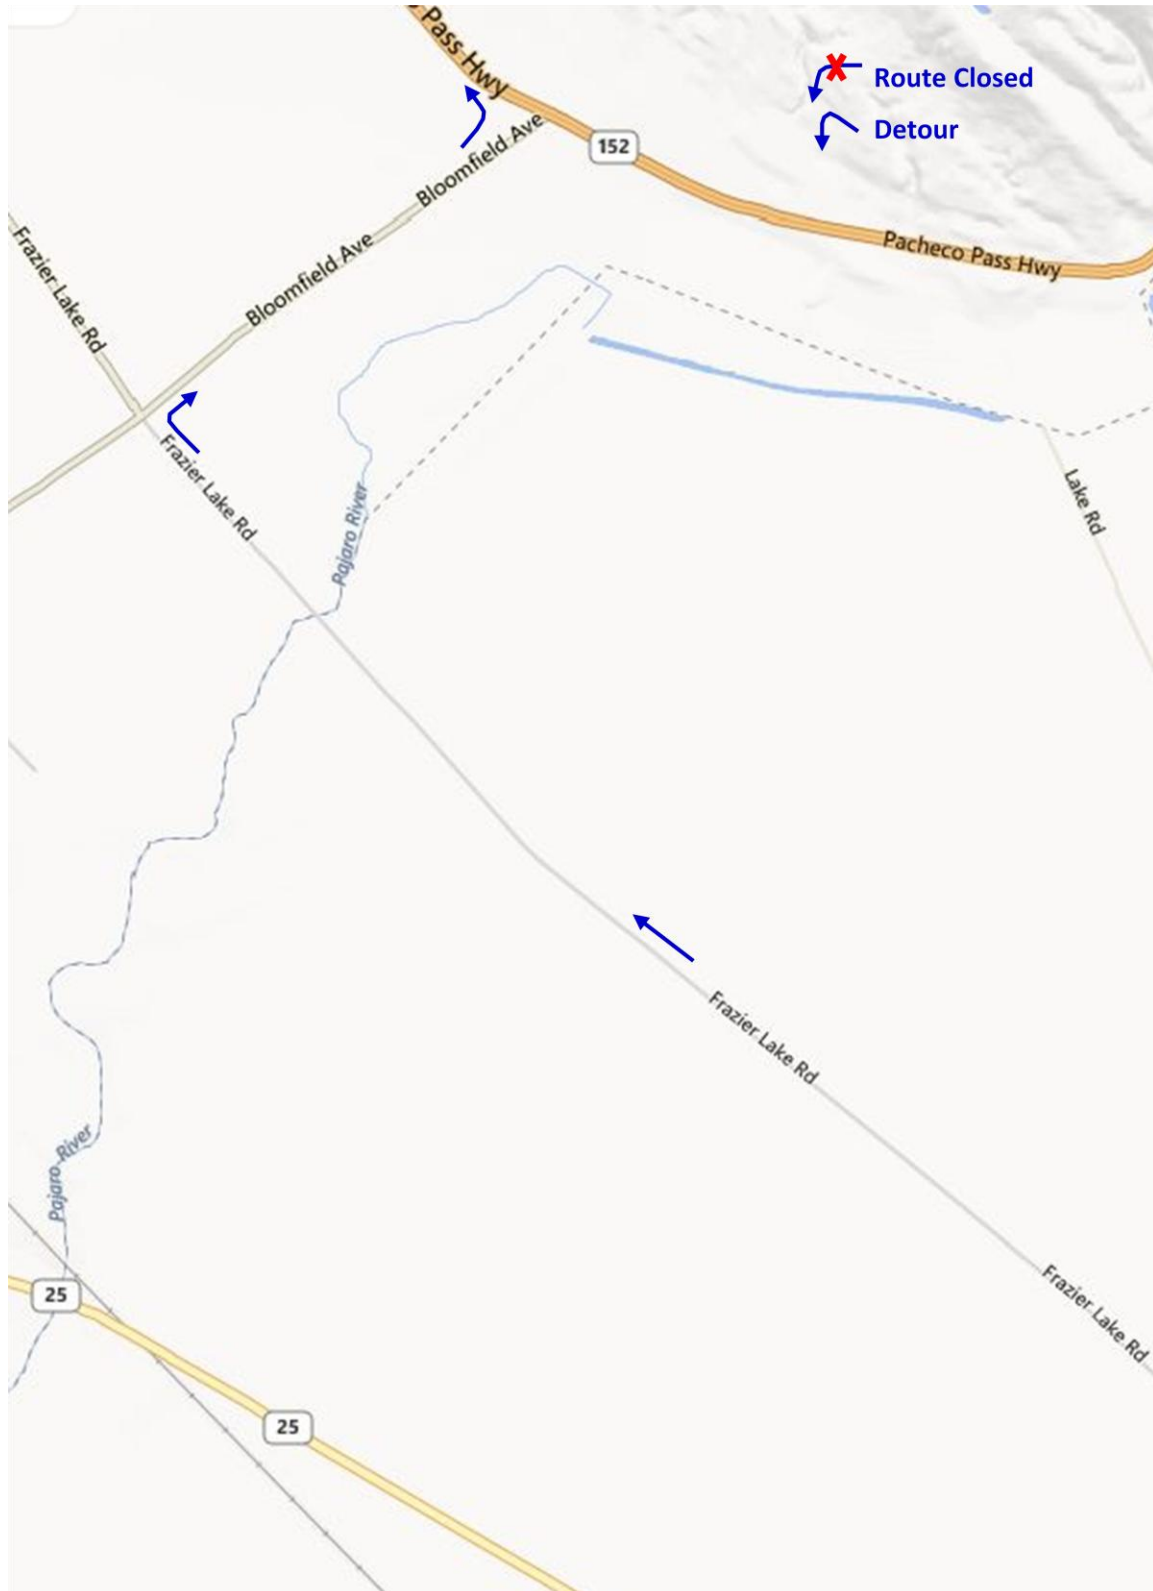 o Pass Hwy
Route Closed
Detour
152
Bloomfield Ave
Pacheco Pass Hwy
Frazier Lake Rd
Bloomfield Ave
Frazier Lake Rd
Lake Rd
Pajaro River
Frazier Lake Rd
Pajaro River
25
Frazier Lake Rd
25